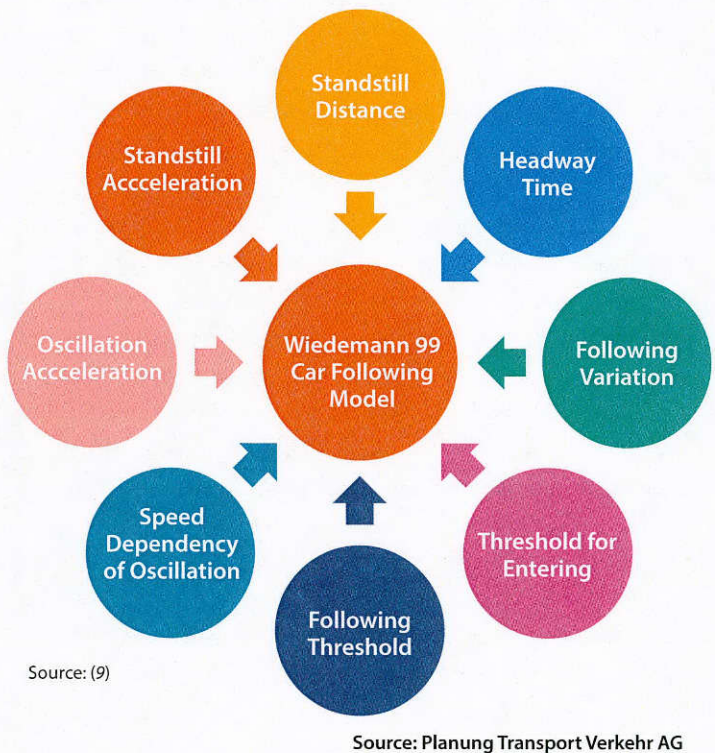 Standstill
Distance
Headway
Time
Following
Variation
Threshold for
Entering
Following
Threshold
Speed
Dependency
of Oscillation
Oscillation
Accceleration
Standstill
Accceleration
Wiedemann 99
Car Following
Model
Source: (9)
Source: Planung Transport Verkehr AG